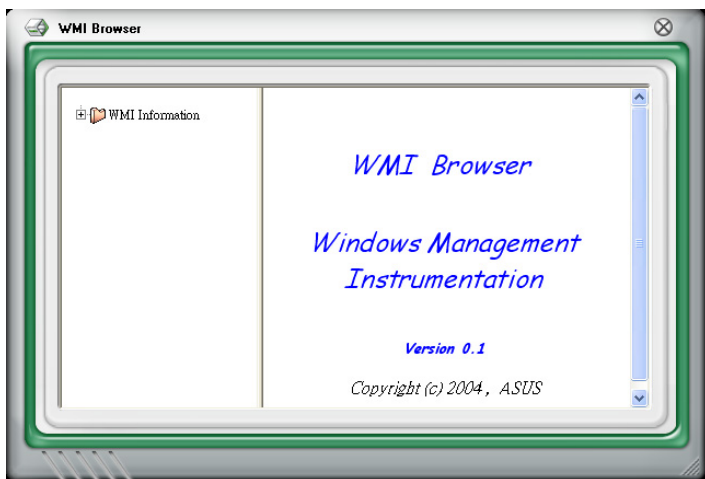 WMI Browser
WMI Information
WMI Browser
Windows Management
Instrumentation
Version 0.1
Copyright (c) 2004, ASUS